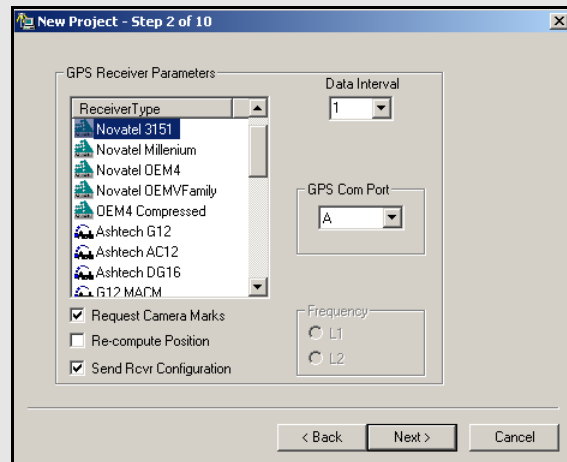 New Project - Step 2 of 10
GPS Receiver Parameters
ReceiverType
Novatel 3151
Novatel Millenium
Novatel OEM4
Novatel OEMVFamily
OEM4 Compressed
Ashtech G12
Ashtech AC12
Ashtech DG16
G12 MACM
Request Camera Marks
Re-compute Position
Send Rcvr Configuration
Data Interval
1
GPS Com Port
A
Frequency
L1
L2
< Back
Next >
Cancel